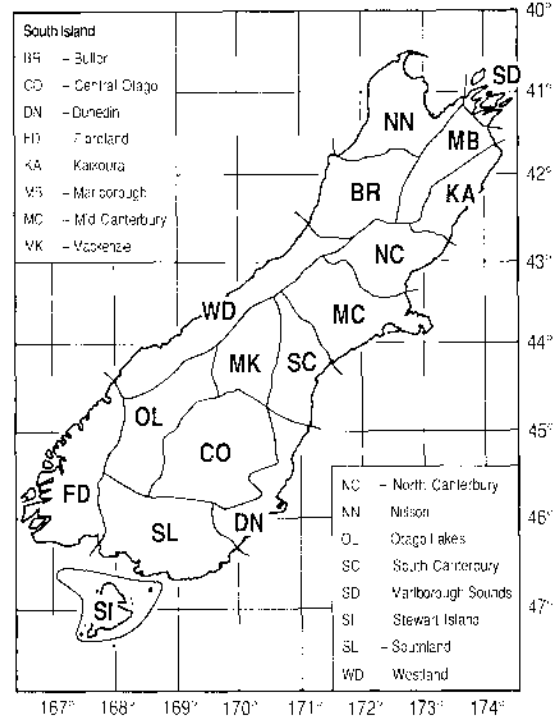 South Island
BR – Buller
CO – Central Otago
DN – Dunedin
FD – Fiordland
KA – Kaikoura
MB – Marlborough
MC – Mid Canterbury
MK – Mackenzie
40°
41°
42°
43°
44°
45°
46°
47°
SD
NN
MB
BR
KA
NC
WD
MC
MK
SC
OL
CO
FD
SL
DN
SI
NC – North Canterbury
NN Nelson
OL Otago Lakes
SC South Canterbury
SD Marlborough Sounds
SI Stewart Island
SL – Southland
WD Westland
167° 168° 169° 170° 171° 172° 173° 174°